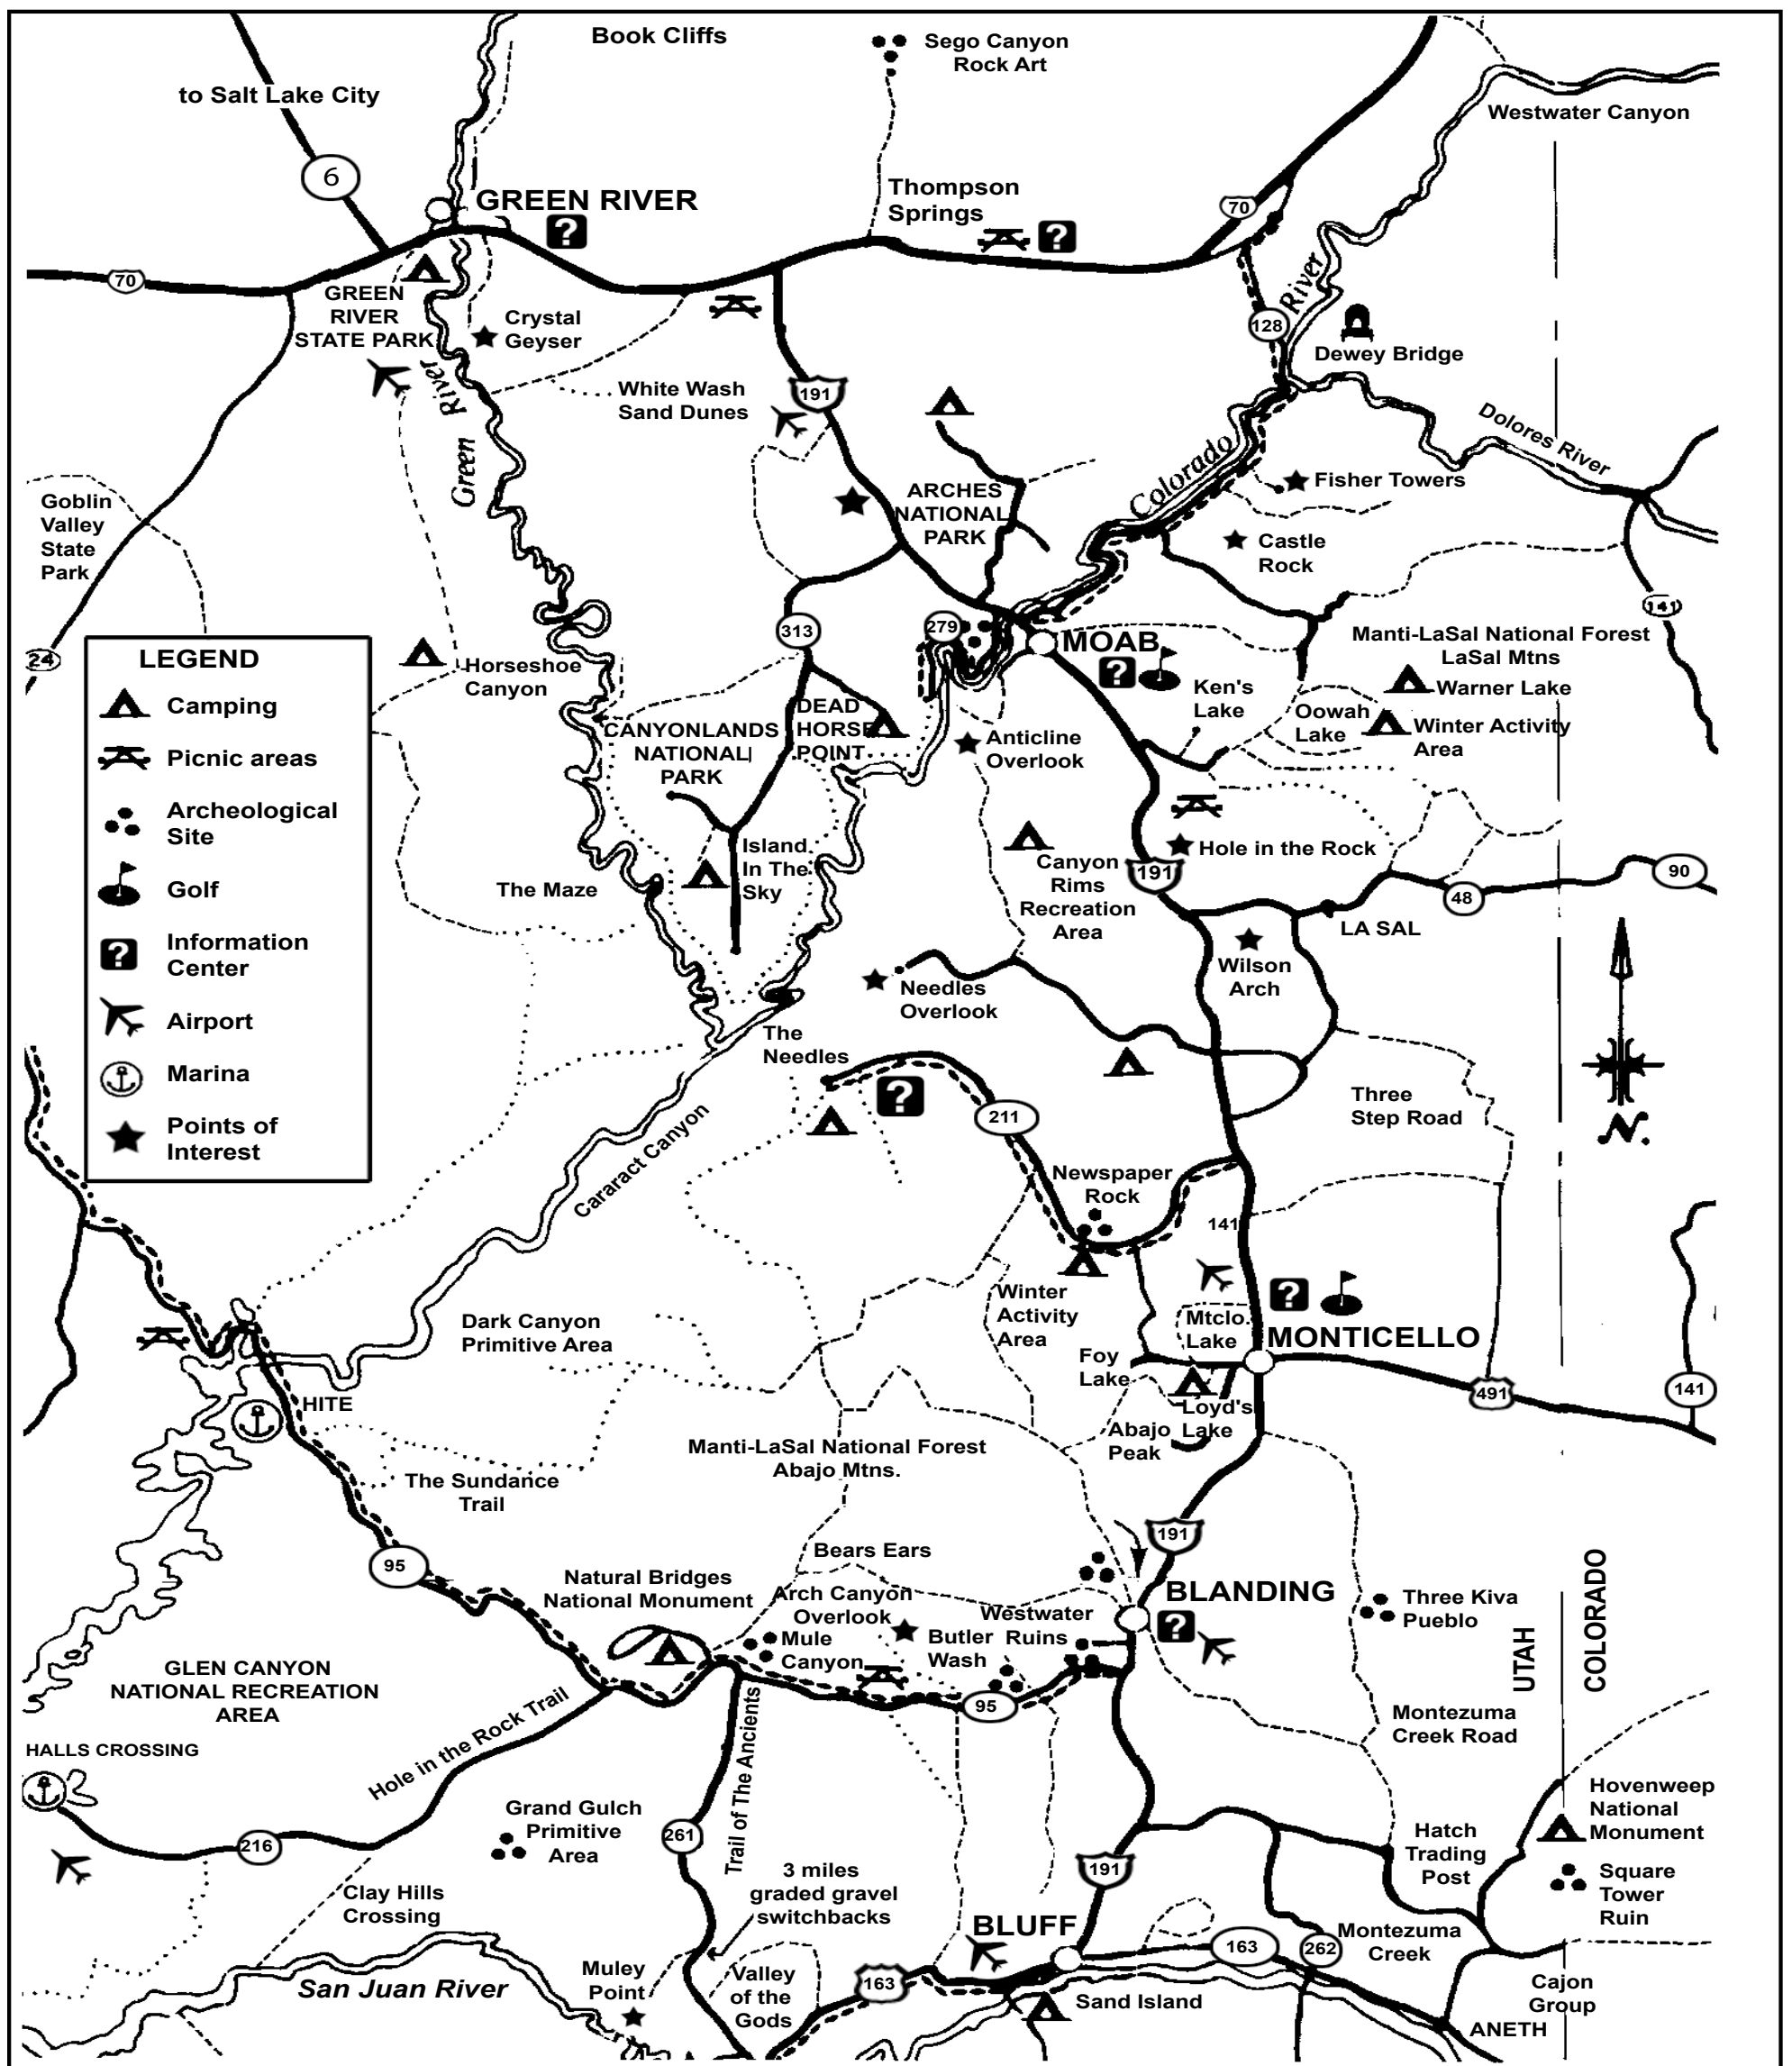 Book Cliffs
Sego Canyon
Rock Art
to Salt Lake City
Westwater Canyon
6
GREEN RIVER
?
Thompson
Springs
?
70
70
GREEN
RIVER
STATE PARK
Crystal
Geyser
River
128
Dewey Bridge
River
Green
White Wash
Sand Dunes
191
Dolores River
Colorado
Fisher Towers
Goblin
Valley
State
Park
ARCHES
NATIONAL
PARK
Castle
Rock
141
24
313
279
MOAB
?
Manti-LaSal National Forest
LaSal Mtns
Horseshoe
Canyon
Ken's
Lake
Warner Lake
Oowah
Lake
Winter Activity
Area
CANYONLANDS
NATIONAL
PARK
DEAD
HORSE
POINT
Anticline
Overlook
LEGEND
Camping
Picnic areas
Archeological
Site
Golf
?
Information
Center
Airport
Marina
Points of
Interest
Island
In The
Sky
The Maze
Canyon
Rims
Recreation
Area
Hole in the Rock
191
90
48
LA SAL
Wilson
Arch
Needles
Overlook
The
Needles
?
211
Three
Step Road
N.
Cararact Canyon
Newspaper
Rock
141
Winter
Activity
Area
?
Mtclo.
Lake
MONTICELLO
Dark Canyon
Primitive Area
Foy
Lake
491
141
HITE
Loyd's
Lake
Abajo
Peak
Manti-LaSal National Forest
Abajo Mtns.
The Sundance
Trail
191
95
Bears Ears
Natural Bridges
National Monument
Arch Canyon
Overlook
Mule
Canyon
Butler
Wash
Westwater
Ruins
BLANDING
?
Three Kiva
Pueblo
UTAH
COLORADO
95
GLEN CANYON
NATIONAL RECREATION
AREA
Montezuma
Creek Road
HALLS CROSSING
Hole in the Rock Trail
Trail of The Ancients
Hovenweep
National
Monument
216
Grand Gulch
Primitive
Area
261
Hatch
Trading
Post
191
3 miles
graded gravel
switchbacks
Square
Tower
Ruin
Clay Hills
Crossing
BLUFF
163
262
Montezuma
Creek
San Juan River
Muley
Point
Valley
of the
Gods
163
Sand Island
Cajon
Group
ANETH